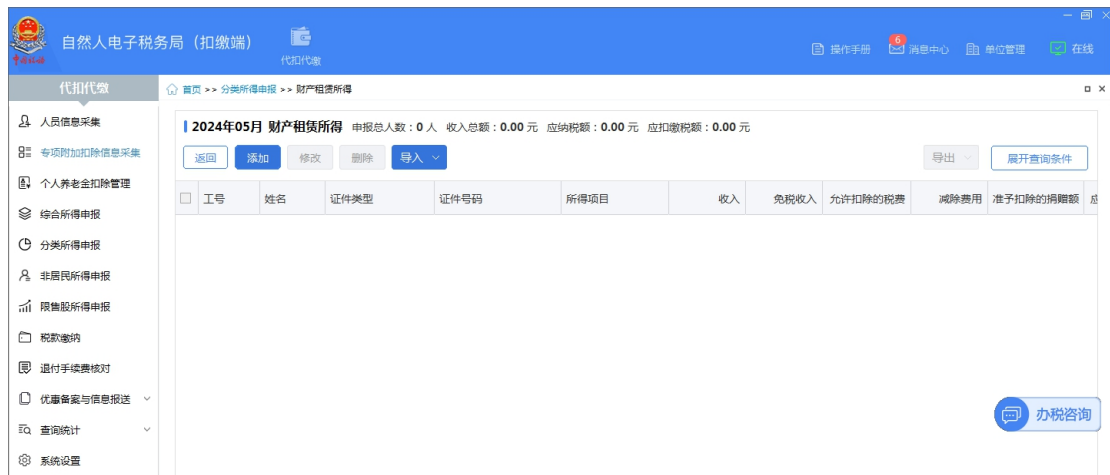 自然人电子税务局（扣缴端）
代扣代缴
操作手册
6
消息中心
单位管理
在线
代扣代缴
首页 >> 分类所得申报 >> 财产租赁所得
人员信息采集
专项附加扣除信息采集
个人养老金扣除管理
综合所得申报
分类所得申报
非居民所得申报
限售股所得申报
税款缴纳
退付手续费核对
优惠备案与信息报送
查询统计
系统设置
2024年05月 财产租赁所得 申报总人数：0 人 收入总额：0.00 元 应纳税额：0.00 元 应扣缴税额：0.00 元
返回 添加 修改 删除 导入 导出 展开查询条件
工号 姓名 证件类型 证件号码 所得项目 收入 免税收入 允许扣除的税费 减除费用 准予扣除的捐赠额
办税咨询